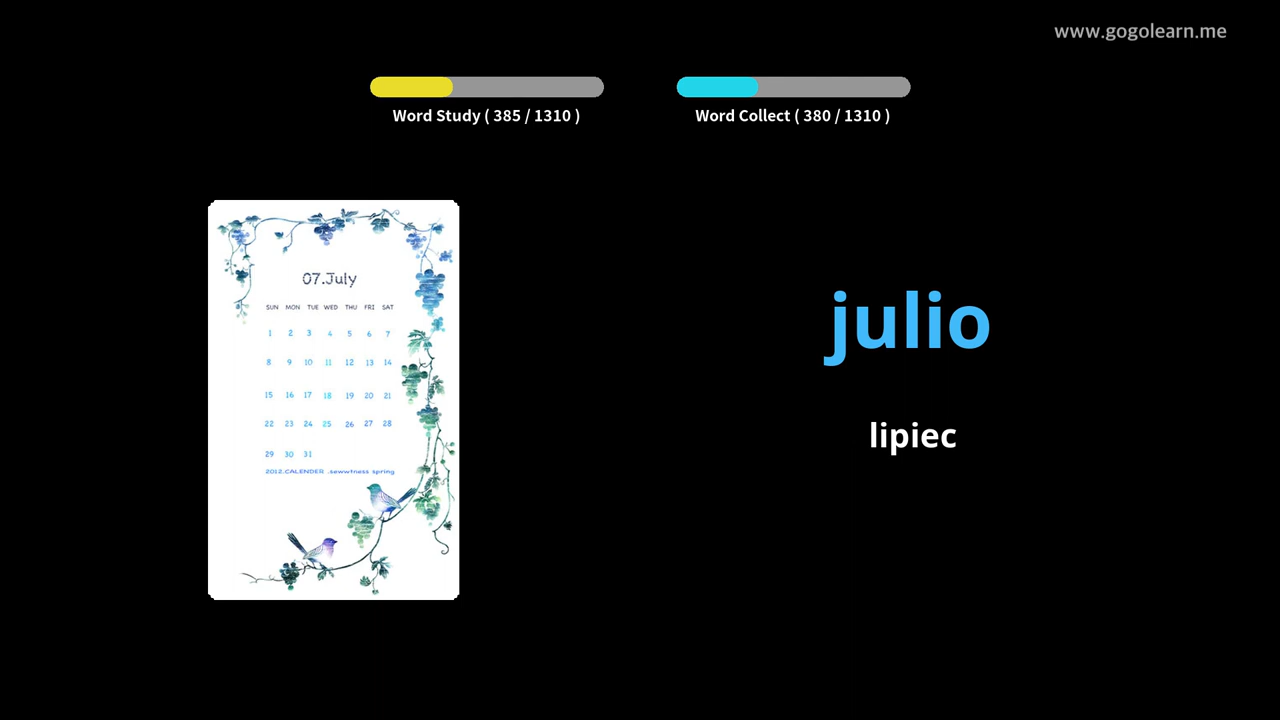 www.gogolearn.me
Word Study ( 385 / 1310 )
Word Collect ( 380 / 1310 )
07.July
SUN MON TUE WED THU FRI SAT
1 2 3 4 5 6 7
8 9 10 11 12 13 14
15 16 17 18 19 20 21
22 23 24 25 26 27 28
29 30 31
2012.CALENDER .sewwtness spring
julio
lipiec